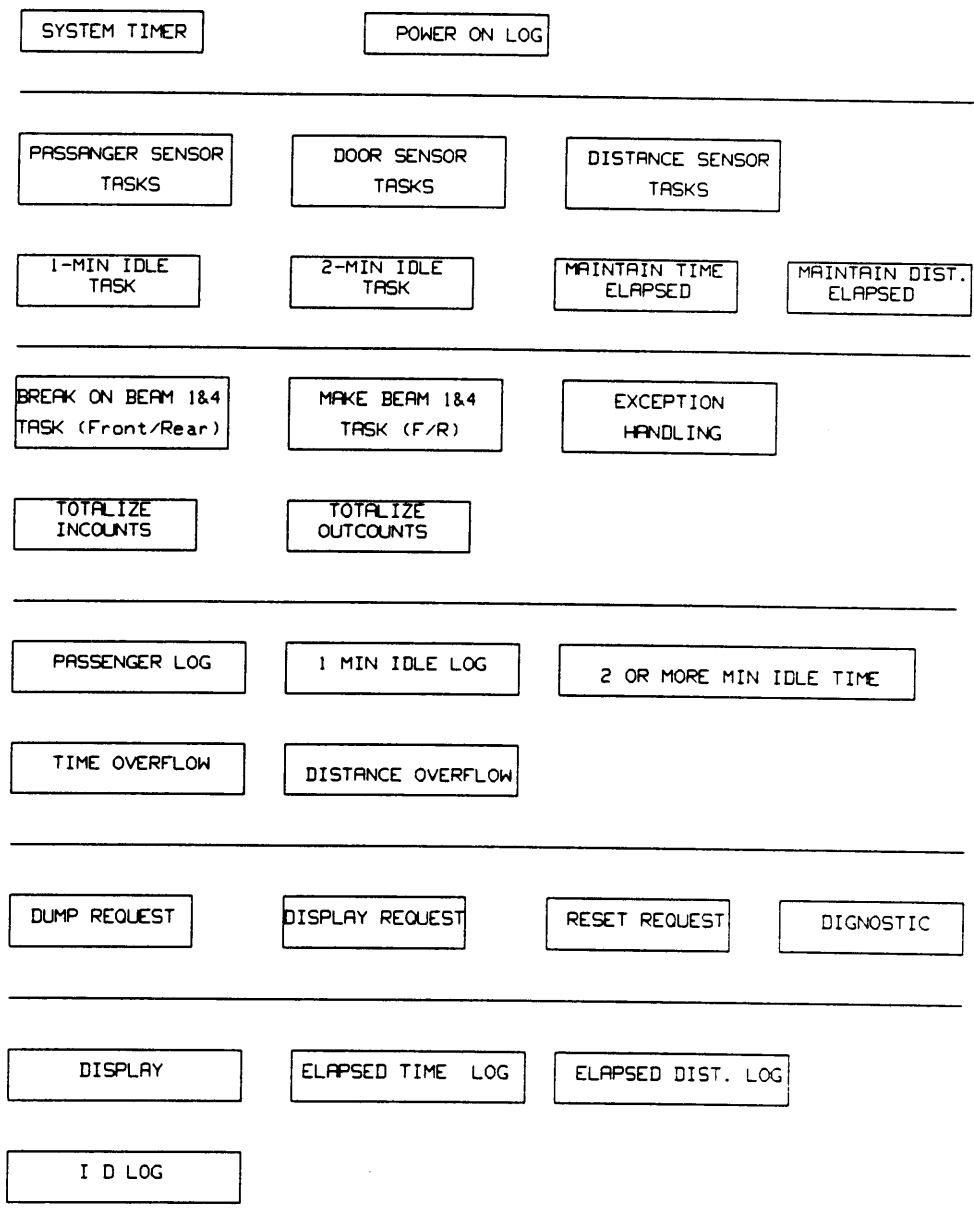 SYSTEM TIMER
POWER ON LOG
PASSANGER SENSOR
TASKS
DOOR SENSOR
TASKS
DISTANCE SENSOR
TASKS
1-MIN IDLE
TASK
2-MIN IDLE
TASK
MAINTAIN TIME
ELAPSED
MAINTAIN DIST.
ELAPSED
BREAK ON BEAM 1&4
TASK (Front/Rear)
MAKE BEAM 1&4
TASK (F/R)
EXCEPTION
HANDLING
TOTALIZE
INCOUNTS
TOTALIZE
OUTCOUNTS
PASSENGER LOG
1 MIN IDLE LOG
2 OR MORE MIN IDLE TIME
TIME OVERFLOW
DISTANCE OVERFLOW
DUMP REQUEST
DISPLAY REQUEST
RESET REQUEST
DIGNOSTIC
DISPLAY
ELAPSED TIME LOG
ELAPSED DIST. LOG
I D LOG